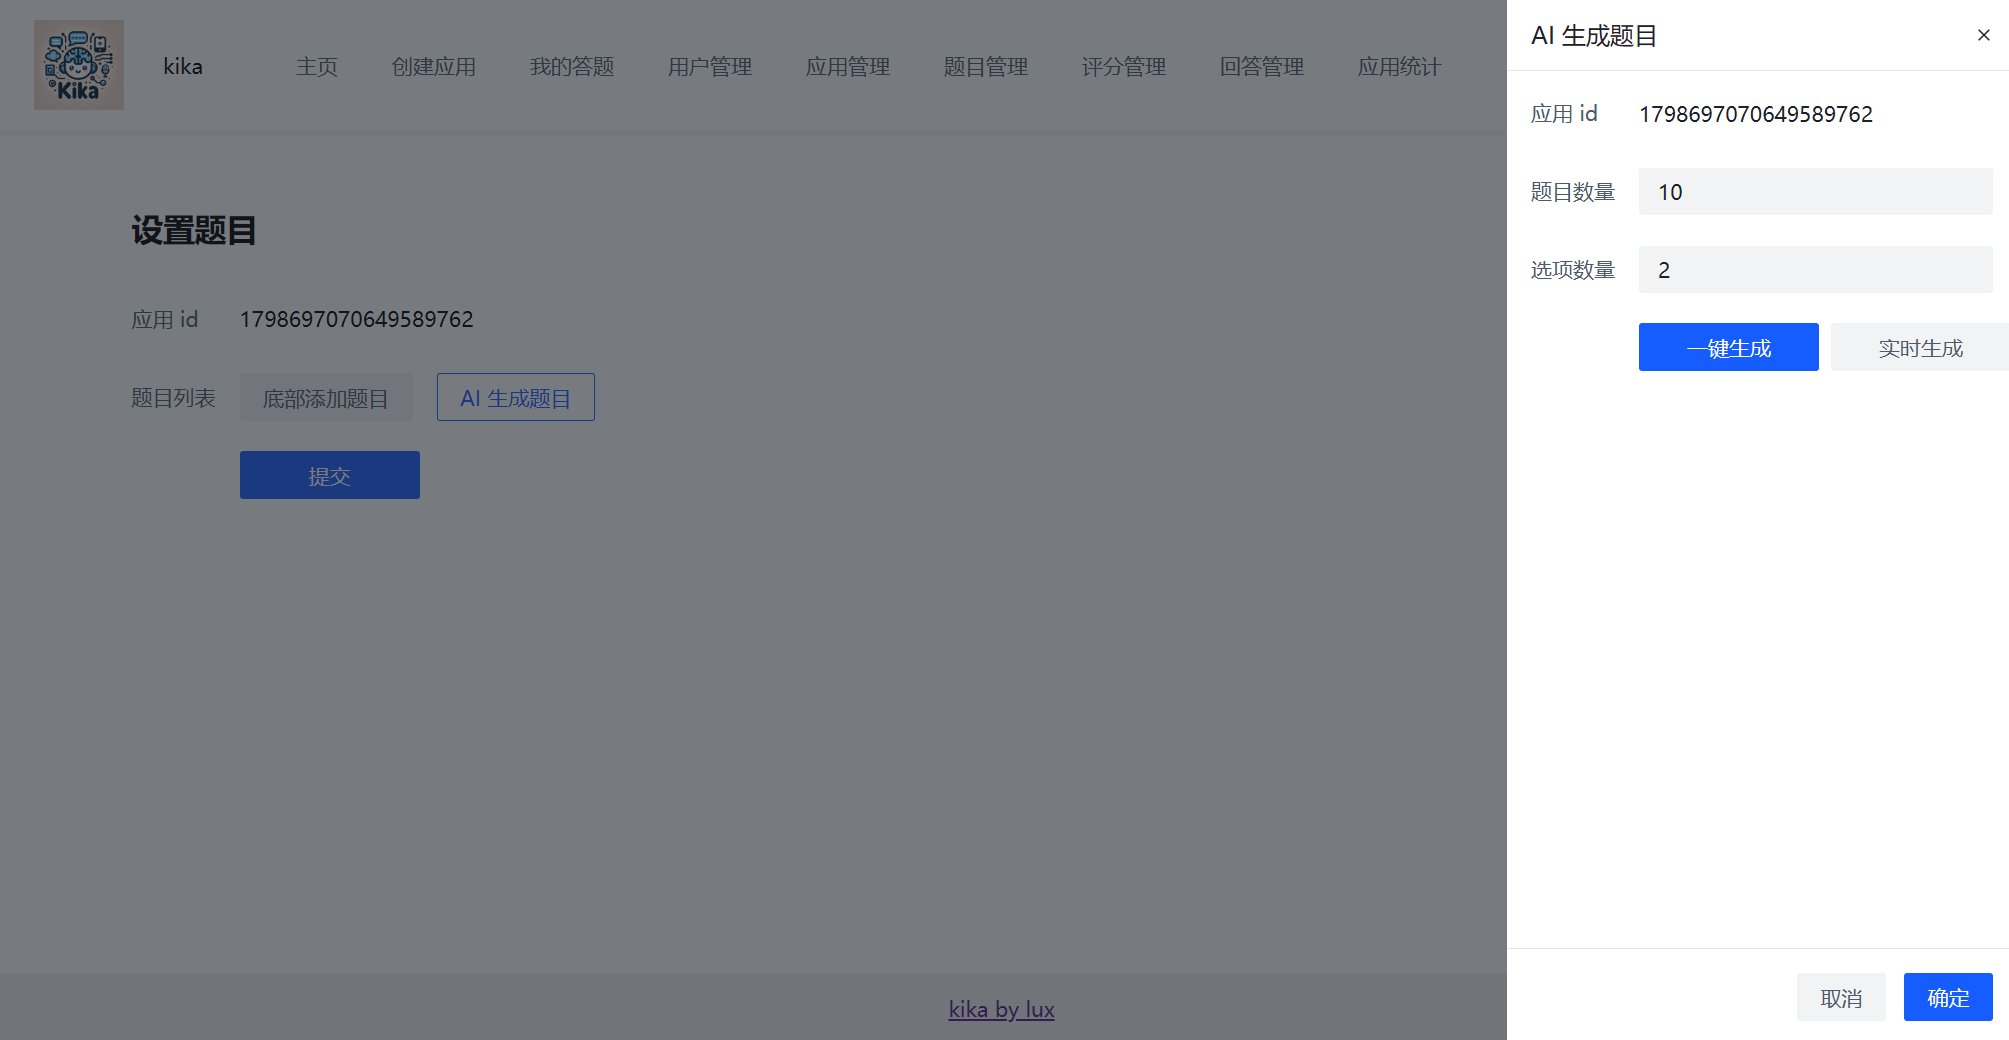 Kika
kika 主页 创建应用 我的答题 用户管理 应用管理 题目管理 评分管理 回答管理 应用统计
设置题目
应用 id 1798697070649589762
题目列表 底部添加题目 AI 生成题目
提交
kika by lux
AI 生成题目
应用 id 1798697070649589762
题目数量 10
选项数量 2
一键生成 实时生成
取消 确定